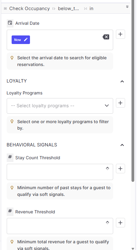 Check Occupancy > below_t...
Arrival Date
Select the arrival date to search for eligible
reservations.
LOYALTY
Loyalty Programs
-- Select loyalty programs --
Select one or more loyalty programs to filter
by.
BEHAVIORAL SIGNALS
Stay Count Threshold
Minimum number of past stays for a guest to
qualify via soft signals.
Revenue Threshold
Minimum total revenue for a guest to qualify
via soft signals.